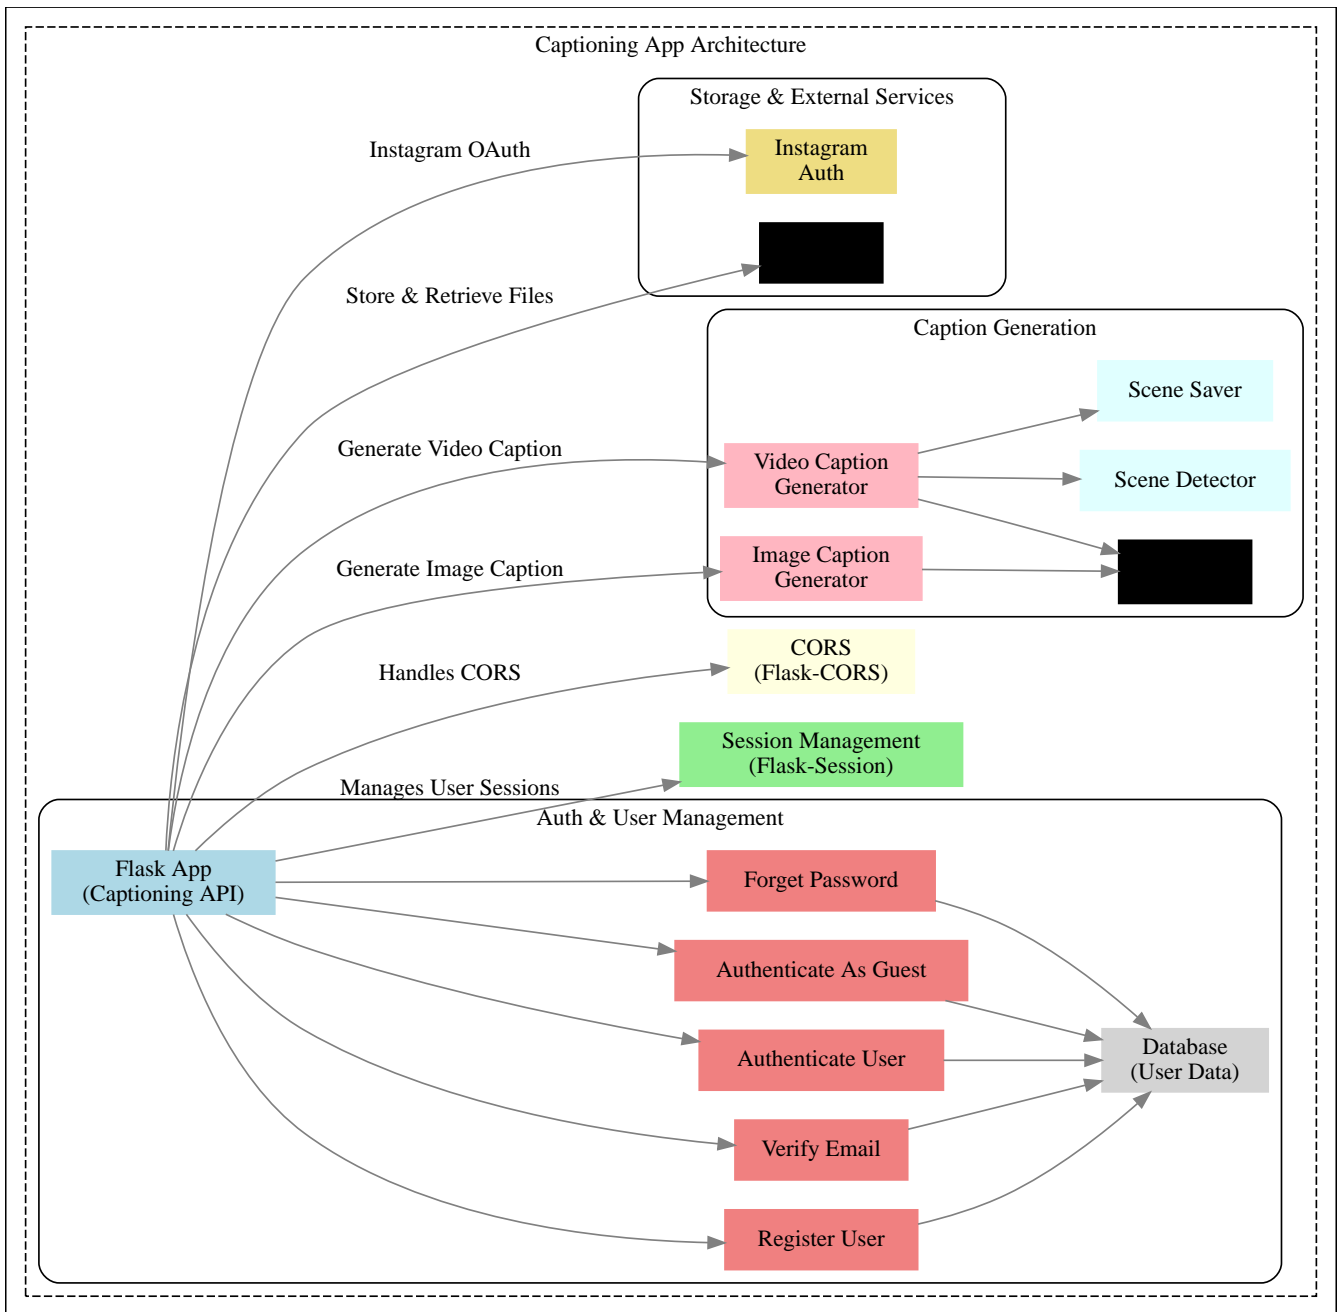 Captioning App Architecture
Storage & External Services
Instagram OAuth
Instagram
Auth
Store & Retrieve Files
Caption Generation
Scene Saver
Generate Video Caption
Video Caption
Generator
Scene Detector
Generate Image Caption
Image Caption
Generator
Handles CORS
CORS
(Flask-CORS)
Session Management
(Flask-Session)
Manages User Sessions
Auth & User Management
Flask App
(Captioning API)
Forget Password
Authenticate As Guest
Authenticate User
Database
(User Data)
Verify Email
Register User